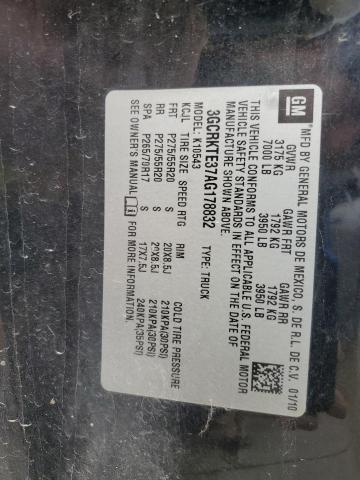 GM MFD BY GENERAL MOTORS DE MEXICO, S. DE R.L. DE C.V. 01/10
GVWR GAWR FRT GAWR RR
3175 KG 1792 KG 1792 KG
7000 LB 3950 LB 3950 LB
THIS VEHICLE CONFORMS TO ALL APPLICABLE U.S. FEDERAL MOTOR
VEHICLE SAFETY STANDARDS IN EFFECT ON THE DATE OF
MANUFACTURE SHOWN ABOVE.
3GCRKTE37AG178832 TYPE: TRUCK
MODEL: K10543
KCJL TIRE SIZE SPEED RTG RIM COLD TIRE PRESSURE
FRT P275/55R20 S 20X8.5J 210KPA(30PSI)
RR P275/55R20 S 20X8.5J 210KPA(30PSI)
SPA P265/70R17 S 17X7.5J 240KPA(35PSI)
SEE OWNER'S MANUAL FOR MORE INFORMATION.